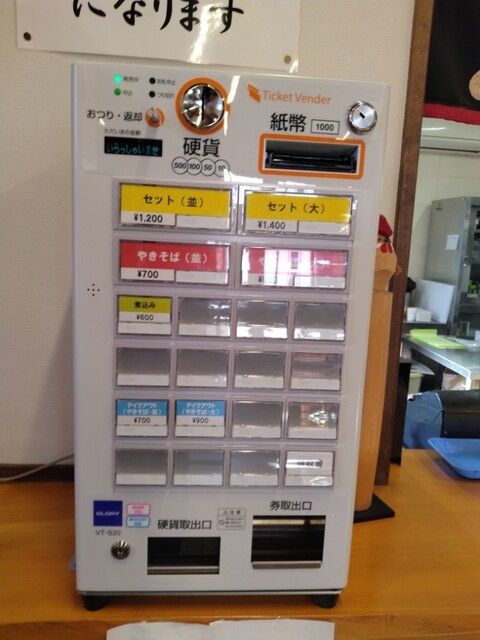 になります
Ticket Vender
おつり・返却
紙幣 1000
いらっしゃいませ
硬貨
500 100 50 10
セット（並）
¥1,200
セット（大）
¥1,400
やきそば（並）
¥700
煮込み
¥600
テイクアウト
（やきそば・並）
¥700
テイクアウト
（やきそば・大）
¥900
GLORY
VT-S20
硬貨取出口
券取出口